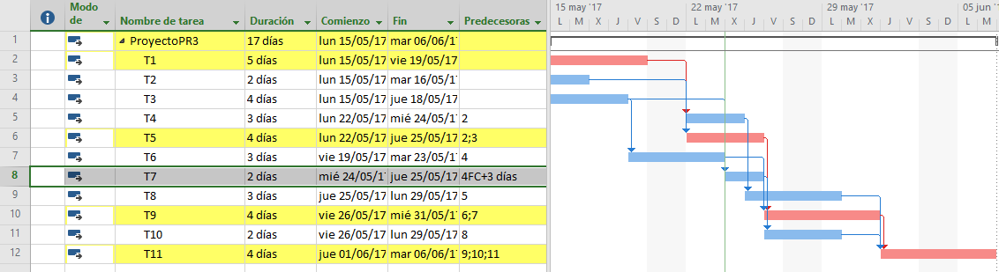 15 may '17 22 may '17 29 may '17 05 jun '1
Modo de Nombre de tarea Duración Comienzo Fin Predecesoras L M X J V S D L M X J V S D L M X J V S D L M
1 ProyectoPR3 17 días lun 15/05/17 mar 06/06/1
2 T1 5 días lun 15/05/17 vie 19/05/17
3 T2 2 días lun 15/05/17 mar 16/05/1
4 T3 4 días lun 15/05/17 jue 18/05/17
5 T4 3 días lun 22/05/17 mié 24/05/1 2
6 T5 4 días lun 22/05/17 jue 25/05/17 2;3
7 T6 3 días vie 19/05/17 mar 23/05/1 4
8 T7 2 días mié 24/05/1 jue 25/05/17 4FC+3 días
9 T8 3 días jue 25/05/17 lun 29/05/17 5
10 T9 4 días vie 26/05/17 mié 31/05/1 6;7
11 T10 2 días vie 26/05/17 lun 29/05/17 8
12 T11 4 días jue 01/06/17 mar 06/06/1 9;10;11